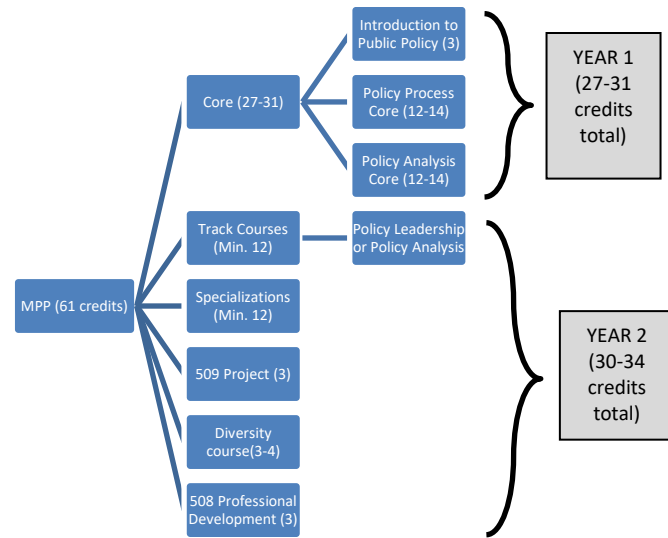 Introduction to
Public Policy (3)
Core (27-31)
Policy Process
Core (12-14)
Policy Analysis
Core (12-14)
YEAR 1
(27-31
credits
total)
MPP (61 credits)
Track Courses
(Min. 12)
Policy Leadership
or Policy Analysis
Specializations
(Min. 12)
509 Project (3)
Diversity
course(3-4)
508 Professional
Development (3)
YEAR 2
(30-34
credits
total)